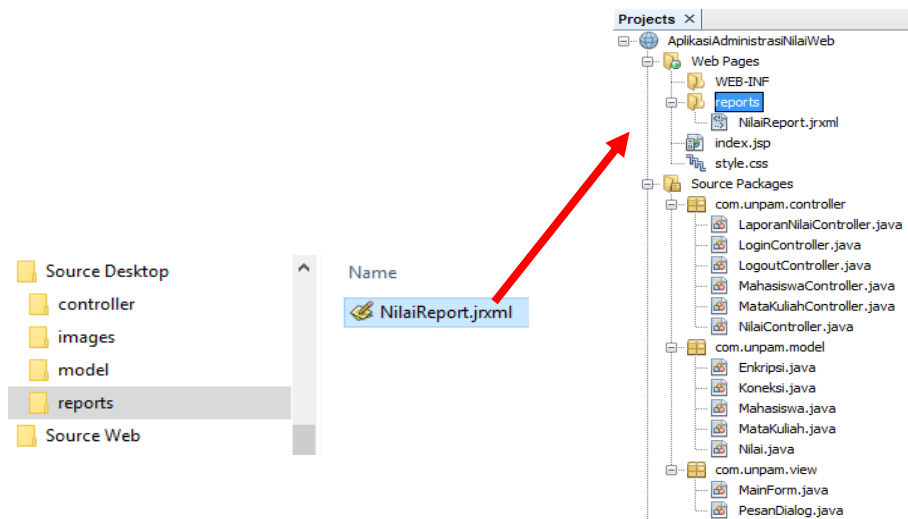 Source Desktop
controller
images
model
reports
Source Web
Name
NilaiReport.jrxml
Projects
AplikasiAdministrasiNilaiWeb
Web Pages
WEB-INF
reports
NilaiReport.jrxml
index.jsp
style.css
Source Packages
com.unpam.controller
LaporanNilaiController.java
LoginController.java
LogoutController.java
MahasiswaController.java
MataKuliahController.java
NilaiController.java
com.unpam.model
Enkripsi.java
Koneksi.java
Mahasiswa.java
MataKuliah.java
Nilai.java
com.unpam.view
MainForm.java
PesanDialog.java